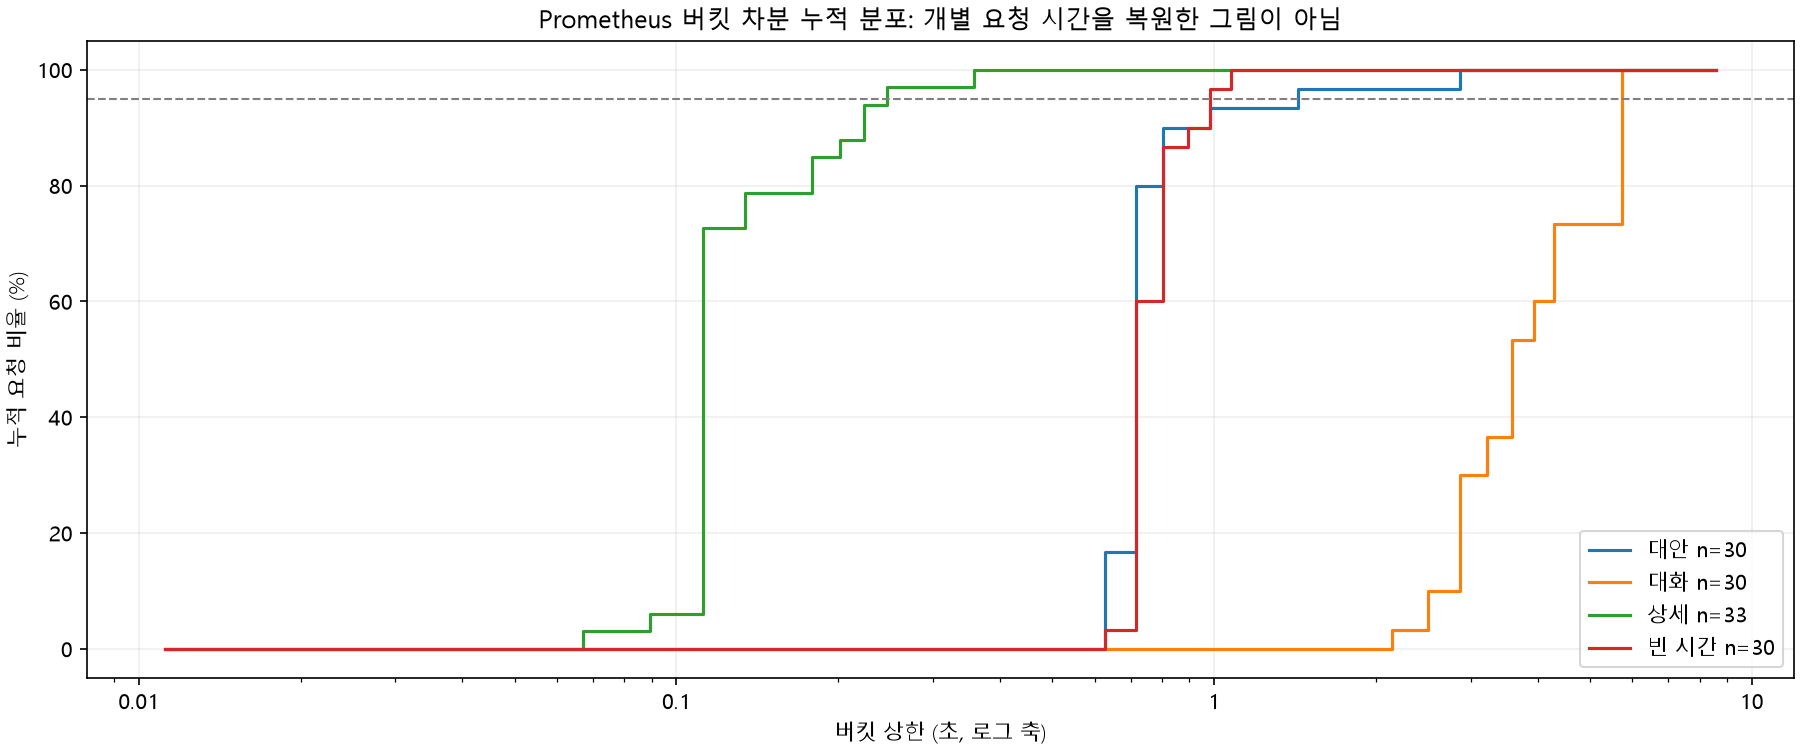 Prometheus 버킷 차분 누적 분포: 개별 요청 시간을 복원한 그림이 아님
누적 요청 비율 (%)
100
80
60
40
20
0
대안 n=30
대화 n=30
상세 n=33
빈 시간 n=30
0.01 0.1 1 10
버킷 상한 (초, 로그 축)